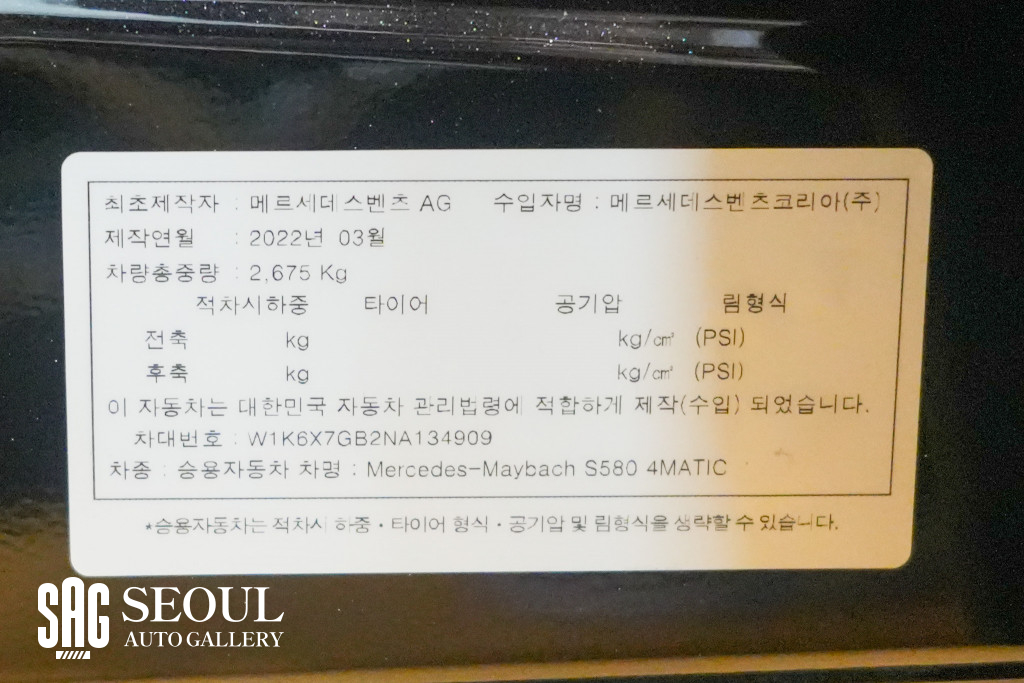 최초제작자 : 메르세데스벤츠 AG 수입자명 : 메르세데스벤츠코리아(주)
제작연월 : 2022년 03월
차량총중량 : 2,675 Kg
적차시하중 타이어 공기압 림형식
전축 kg kg/㎠ (PSI)
후축 kg kg/㎠ (PSI)
이 자동차는 대한민국 자동차 관리법령에 적합하게 제작(수입) 되었습니다.
차대번호 : W1K6X7GB2NA134909
차종 : 승용자동차 차명 : Mercedes-Maybach S580 4MATIC
*승용자동차는 적차시 하중・타이어 형식・공기압 및 림형식을 생략할 수 있습니다.
SAG SEOUL
AUTO GALLERY